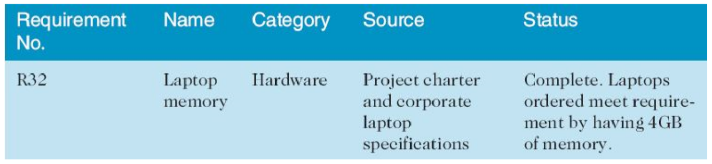 Requirement No. Name Category Source Status
R32 Laptop memory Hardware Project charter and corporate laptop specifications Complete. Laptops ordered meet require-ment by having 4GB of memory.